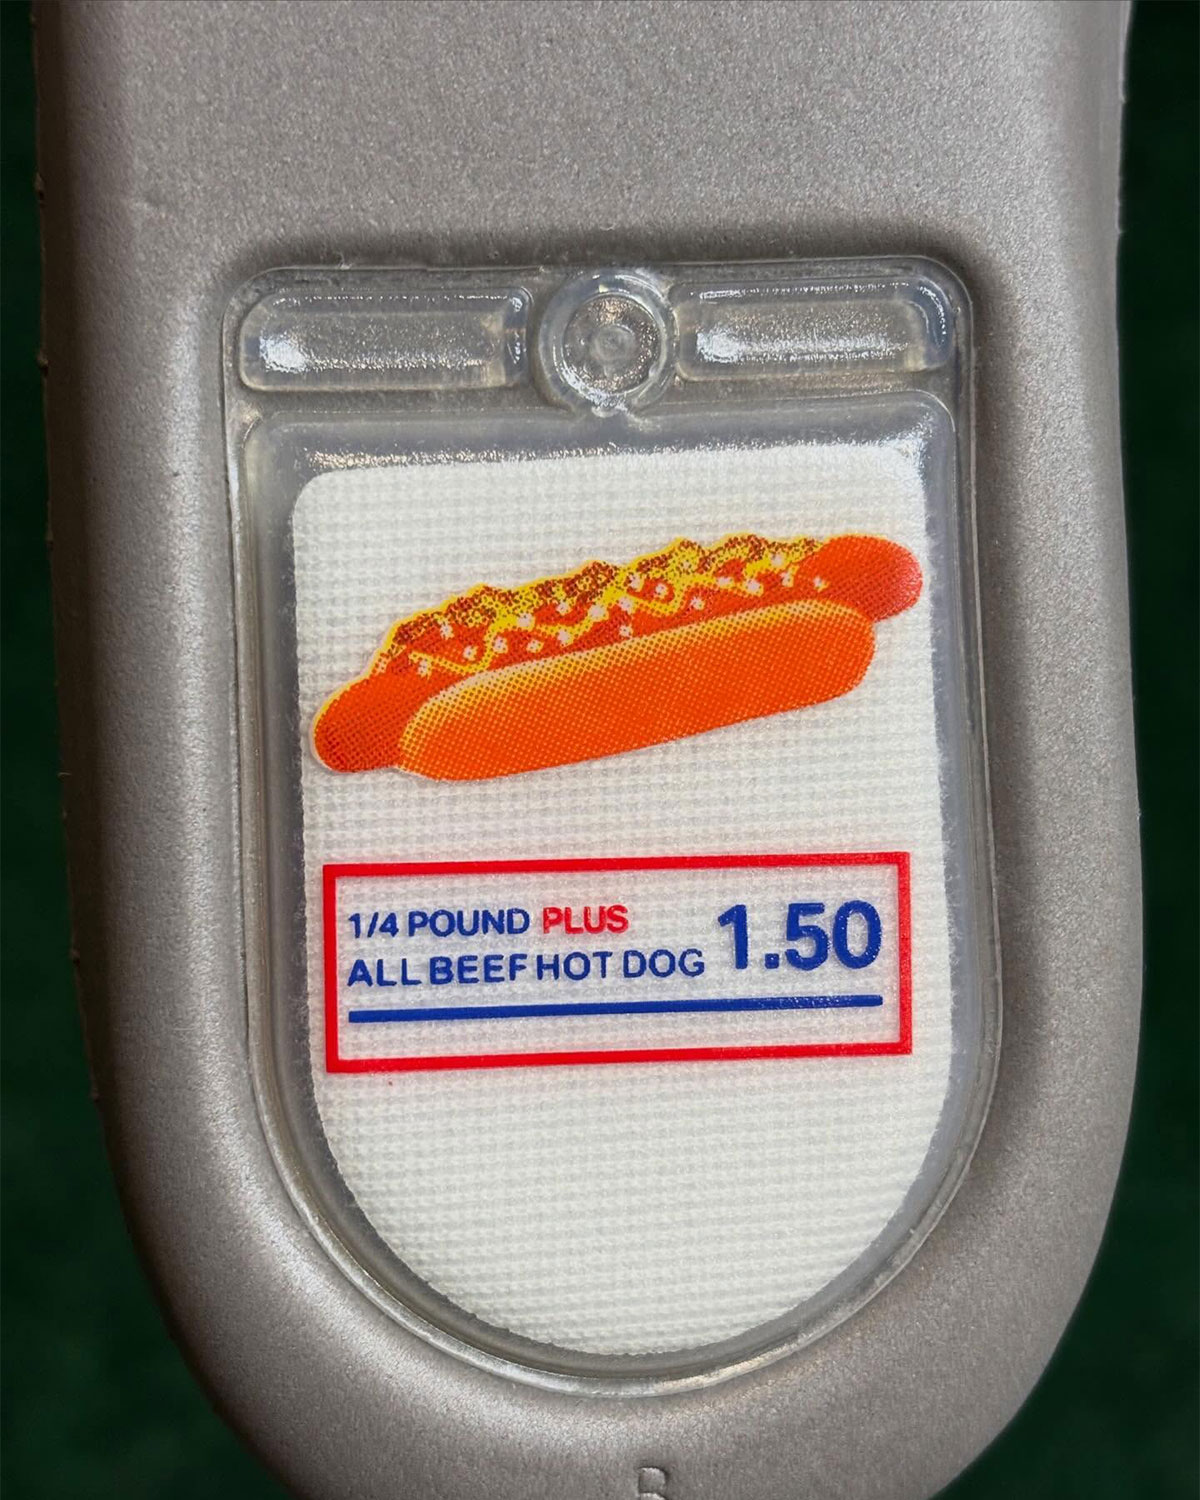 1/4 POUND PLUS
ALL BEEF HOT DOG 1.50